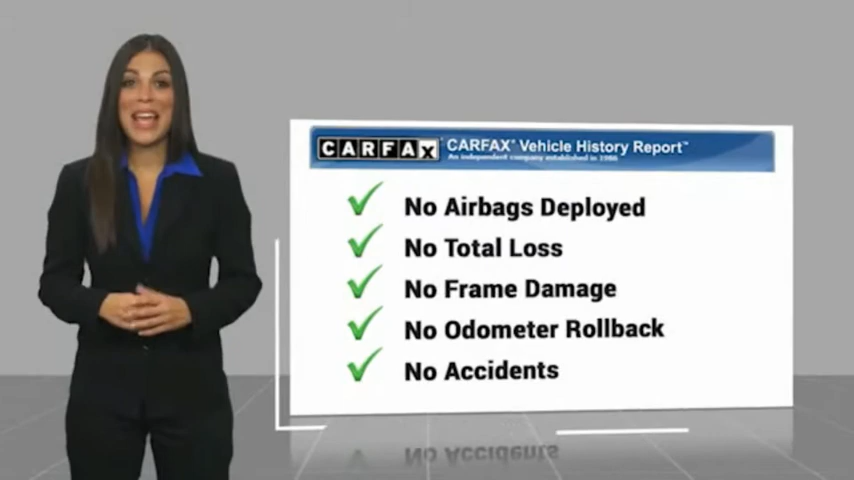 CARFAX CARFAX® Vehicle History Report™
An independent company established in 1986
No Airbags Deployed
No Total Loss
No Frame Damage
No Odometer Rollback
No Accidents
No Accidents